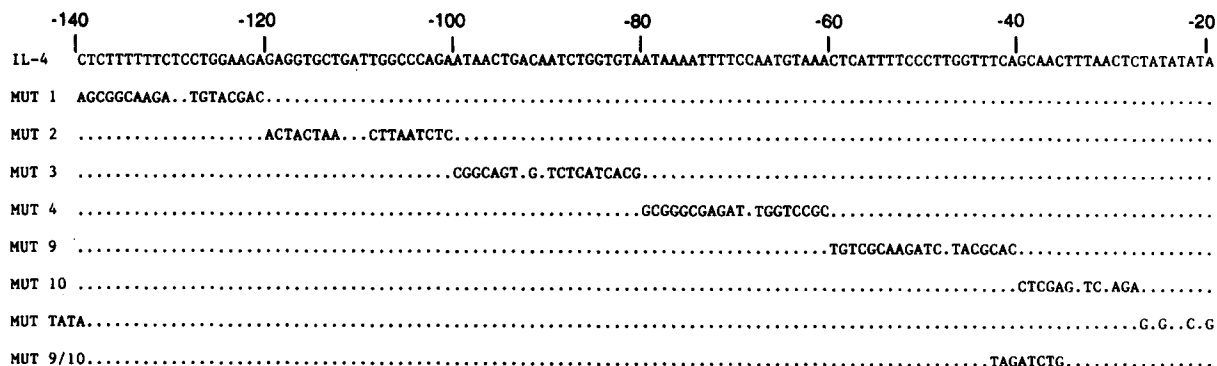 -140 -120 -100 -80 -60 -40 -20
IL-4 CTCTTTTTTCTCCTGGAAGAGAGGTGCTGATTGGCCCAGAATAACTGACAATCTGGTGTAATAAAATTTTCCAATGTAAACTCATTTTCCCTTGGTTTCAGCAACTTTAACTCTATATATA
MUT 1 AGCGGCAAGA..TGTACGAC.....................................................................................................
MUT 2 ....................ACTACTAA...CTTAATCTC.................................................................................
MUT 3 ........................................CGGCAGT.G.TCTCATCACG.............................................................
MUT 4 ............................................................GCGGGCGAGAT.TGGTCCGC.........................................
MUT 9 ................................................................................TGTCGCAAGATC.TACGCAC.....................
MUT 10 ....................................................................................................CTCGAG.TC.AGA........
MUT TATA................................................................................................................G.G..C.G
MUT 9/10................................................................................................TAGATCTG................